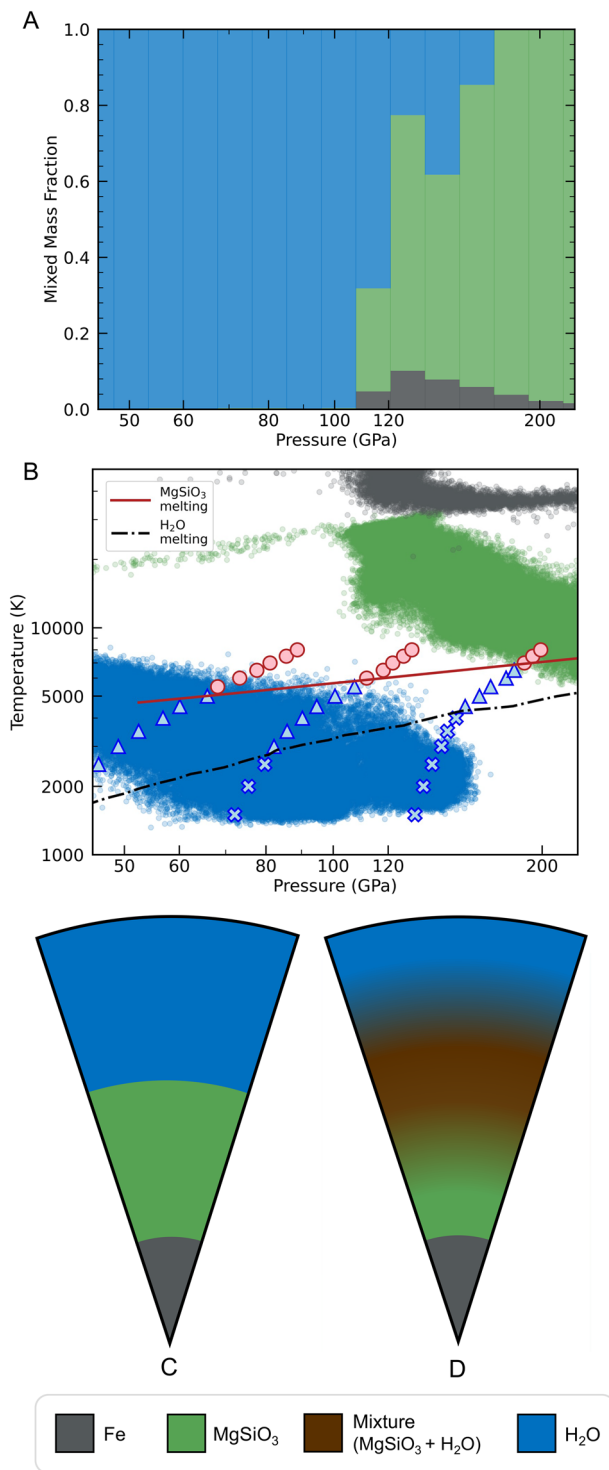 A
1.0
0.8
0.6
0.4
0.2
0.0
Mixed Mass Fraction
50
60
80
100
120
200
Pressure (GPa)
B
MgSiO₃
melting
H₂O
melting
10000
5000
2000
1000
Temperature (K)
50
60
80
100
200
Pressure (GPa)
C
D
Fe
MgSiO₃
Mixture
(MgSiO₃ + H₂O)
H₂O